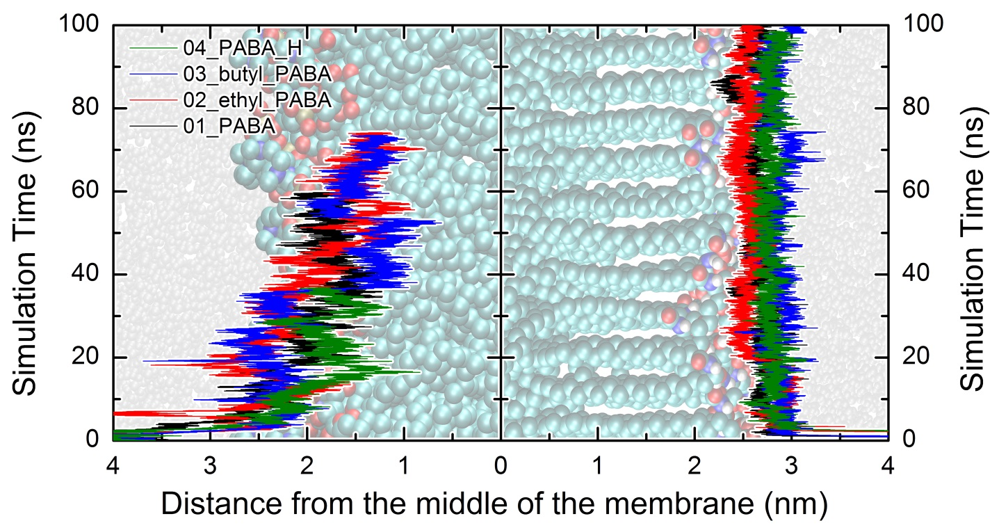 100
80
60
40
20
0
Simulation Time (ns)
04_PABA_H
03_butyl_PABA
02_ethyl_PABA
01_PABA
100
80
60
40
20
0
Simulation Time (ns)
4 3 2 1 0 1 2 3 4
Distance from the middle of the membrane (nm)